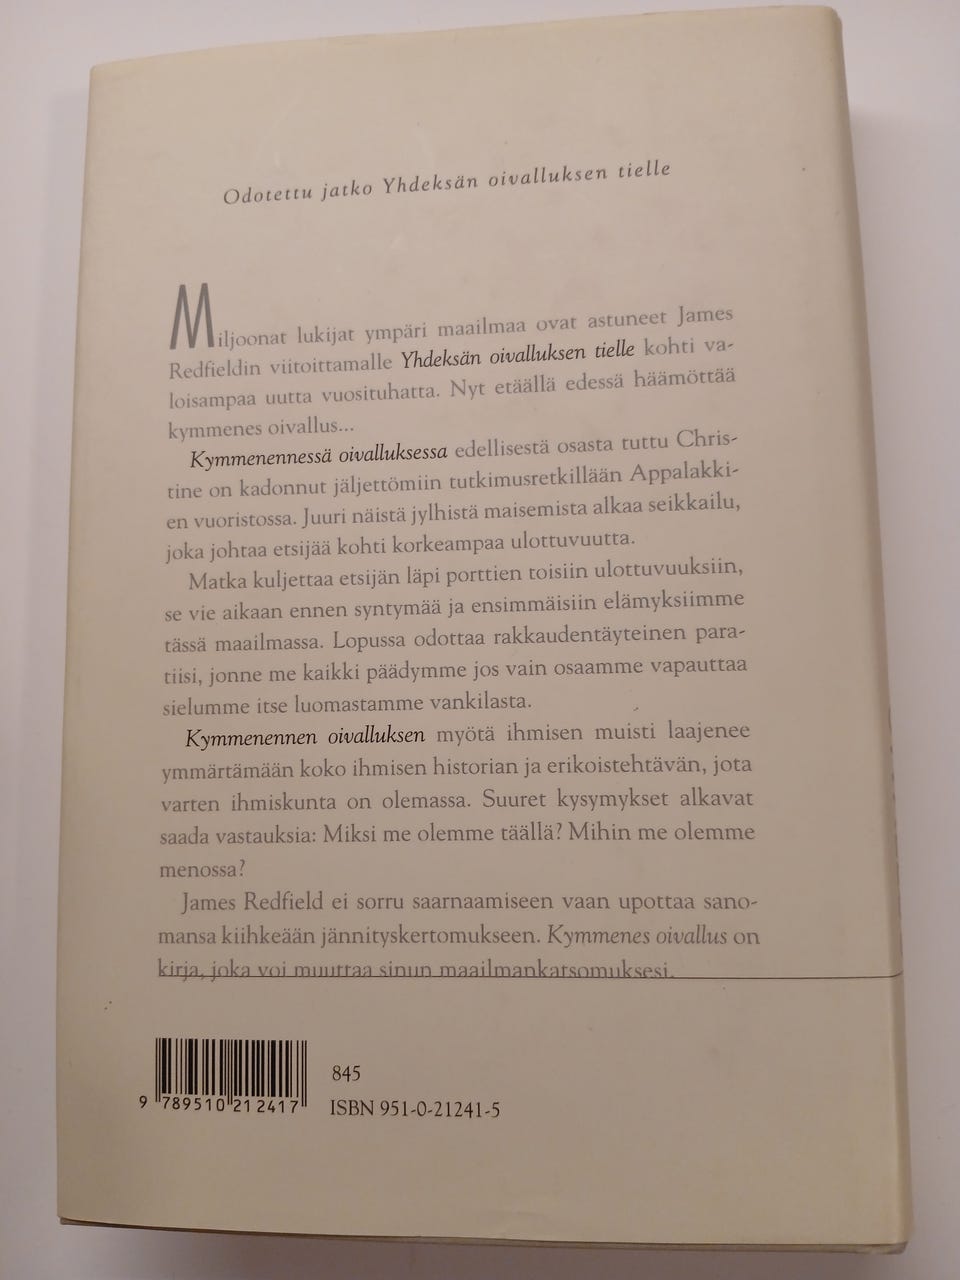 Odotettu jatko Yhdeksän oivalluksen tielle
Miljoonat lukijat ympäri maailmaa ovat astuneet James
Redfieldin viitoittamalle Yhdeksän oivalluksen tielle kohti va-
loisampaa uutta vuosituhatta. Nyt etäällä edessä häämöttää
kymmenes oivallus...
Kymmenennessä oivalluksessa edellisestä osasta tuttu Chris-
tine on kadonnut jäljettömiin tutkimusretkillään Appalakki-
en vuoristossa. Juuri näistä jylhistä maisemista alkaa seikkailu,
joka johtaa etsijää kohti korkeampaa ulottuvuutta.
Matka kuljettaa etsijän läpi porttien toisiin ulottuvuuksiin,
se vie aikaan ennen syntymää ja ensimmäisiin elämyksiimme
tässä maailmassa. Lopussa odottaa rakkaudentäyteinen para-
tiisi, jonne me kaikki päädymme jos vain osaamme vapauttaa
sielumme itse luomastamme vankilasta.
Kymmenennen oivalluksen myötä ihmisen muisti laajenee
ymmärtämään koko ihmisen historian ja erikoistehtävän, jota
varten ihmiskunta on olemassa. Suuret kysymykset alkavat
saada vastauksia: Miksi me olemme täällä? Mihin me olemme
menossa?
James Redfield ei sorru saarnaamiseen vaan upottaa sano-
mansa kiihkeään jännityskertomukseen. Kymmenes oivallus on
kirja, joka voi muuttaa sinun maailmankatsomuksesi.
845
9 789510 212417
ISBN 951-0-21241-5